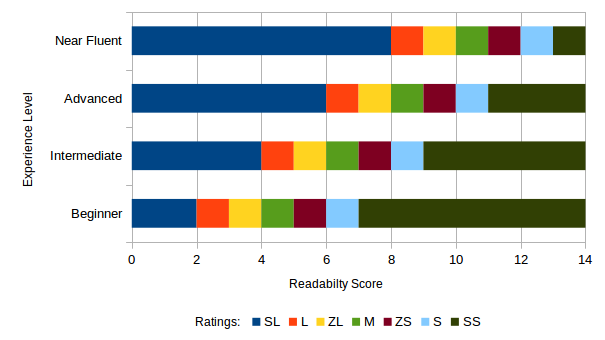 Near Fluent
Advanced
Intermediate
Beginner
Experience Level
0 2 4 6 8 10 12 14
Readabilty Score
Ratings: SL L ZL M ZS S SS